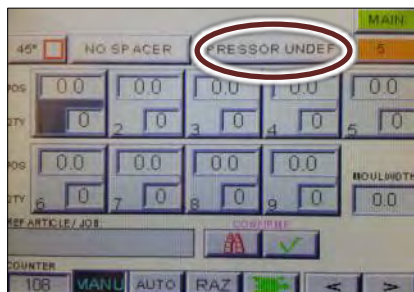 MAIN
45° NO SPACER PRESSOR UNDEF 5
POS 0.0 0.0 0.0 0.0 0.0
QTY 0 2 0 3 0 4 0 5 0
POS 0.0 0.0 0.0 0.0 MOULWIDTH
QTY 6 0 7 0 8 0 9 0 0.0
REF ARTICLE / JOB: CONFIRME
COUNTER
108 MANU AUTO RAZ < >